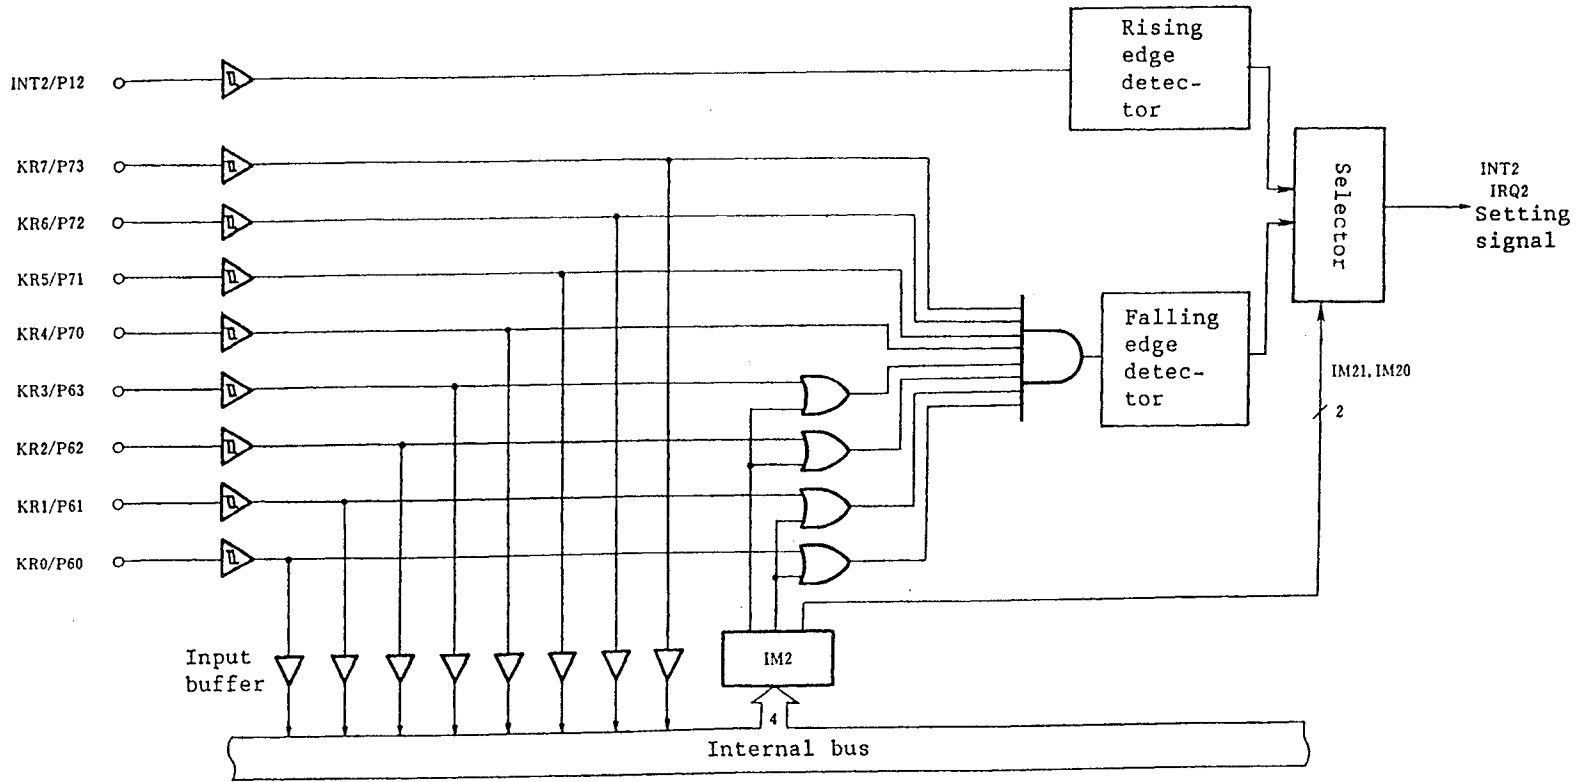 INT2/P12
Rising
edge
detec-
tor
KR7/P73
KR6/P72
KR5/P71
KR4/P70
KR3/P63
KR2/P62
KR1/P61
KR0/P60
Falling
edge
detec-
tor
Selector
INT2
IRQ2
Setting
signal
IM21, IM20
2
Input
buffer
IM2
4
Internal bus